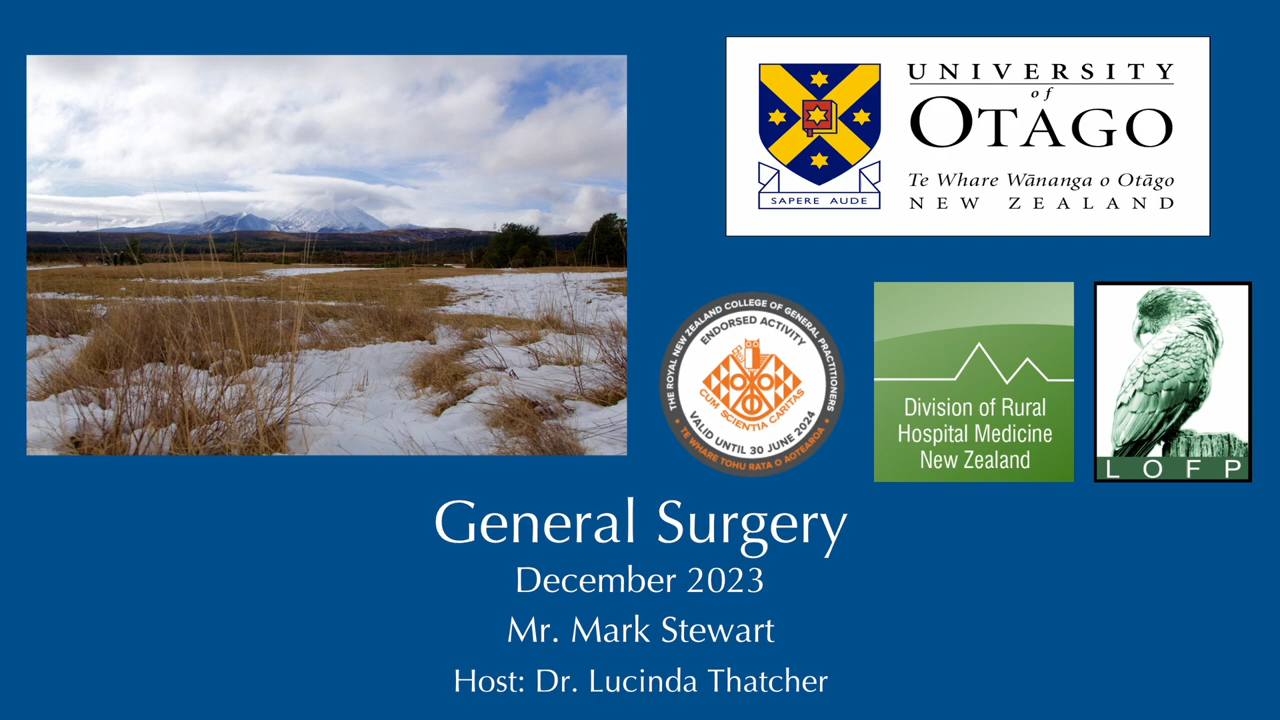 UNIVERSITY
of
OTAGO
Te Whare Wānanga o Otāgo
NEW ZEALAND
SAPERE AUDE
THE ROYAL NEW ZEALAND COLLEGE OF GENERAL PRACTITIONERS
ENDORSED ACTIVITY
CUM SCIENTIA CARITAS
VALID UNTIL 30 JUNE 2024
TE WHARE TOHU RATA O AOTEAROA
Division of Rural
Hospital Medicine
New Zealand
LOFP
General Surgery
December 2023
Mr. Mark Stewart
Host: Dr. Lucinda Thatcher